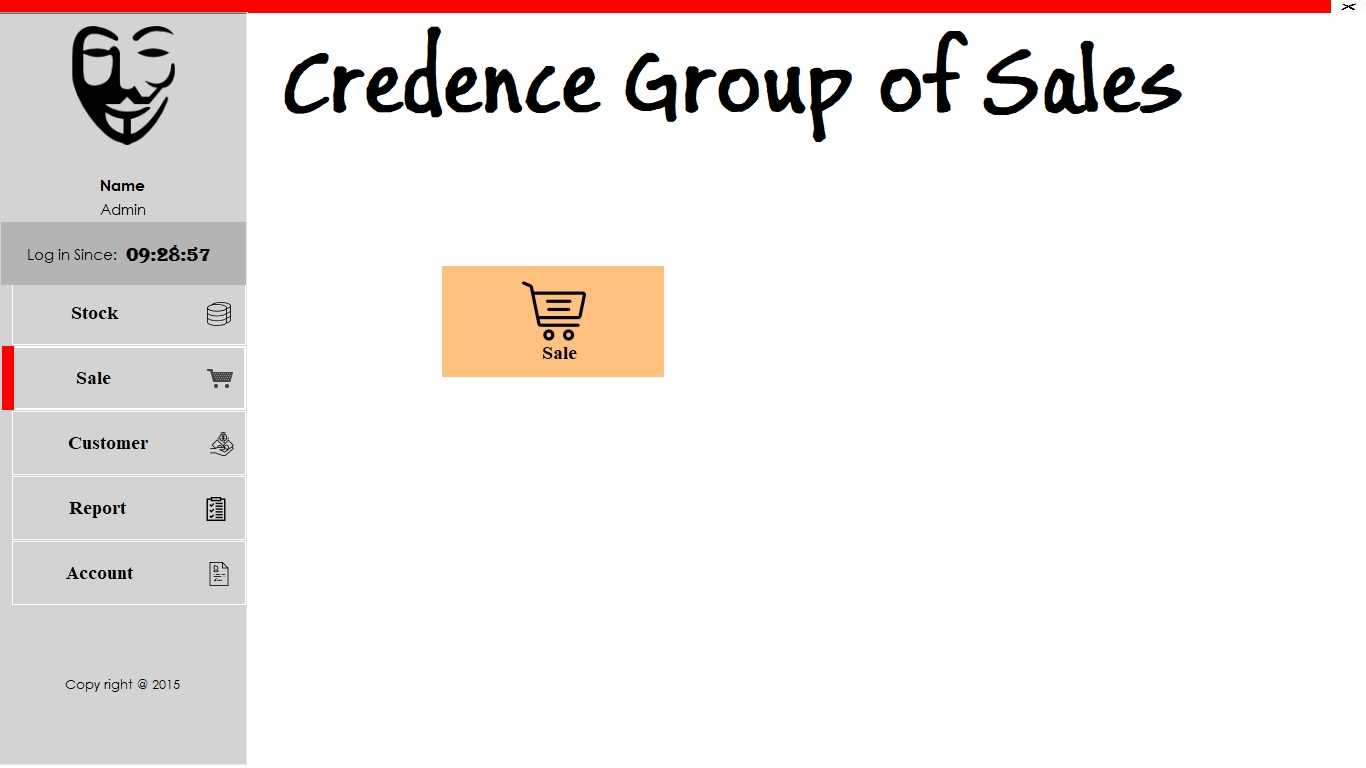 Credence Group of Sales
Name
Admin
Log in Since: 09:28:57
Stock
Sale
Customer
Report
Account
Copy right @ 2015
Sale